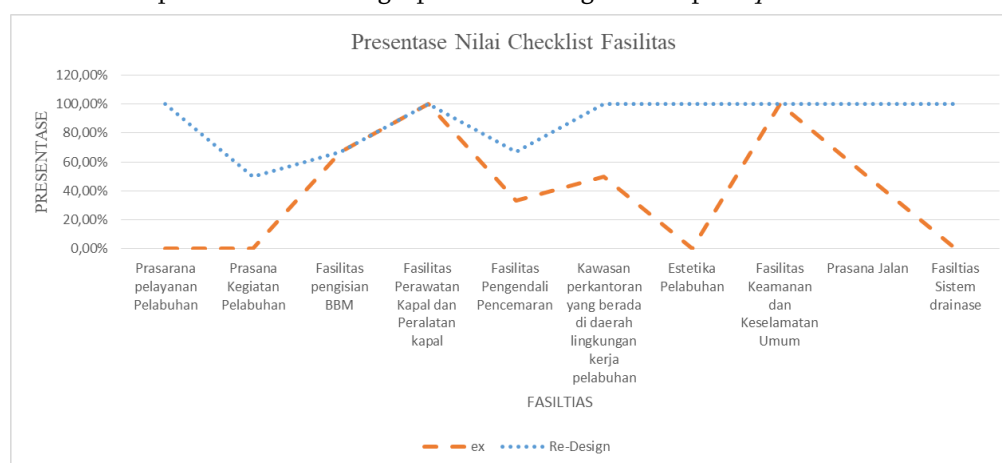 Presentase Nilai Checklist Fasilitas
120,00%
100,00%
80,00%
60,00%
40,00%
20,00%
0,00%
PRESENTASE
Prasarana
pelayanan
Pelabuhan
Prasana
Kegiatan
Pelabuhan
Fasilitas
pengisian
BBM
Fasilitas
Perawatan
Kapal dan
Peralatan
kapal
Fasilitas
Pengendali
Pencemaran
Kawasan
perkantoran
yang berada
di daerah
lingkungan
kerja
pelabuhan
Estetika
Pelabuhan
Fasilitas
Keamanan
dan
Keselamatan
Umum
Prasana Jalan
Fasiltias
Sistem
drainase
FASILTIAS
ex
Re-Design